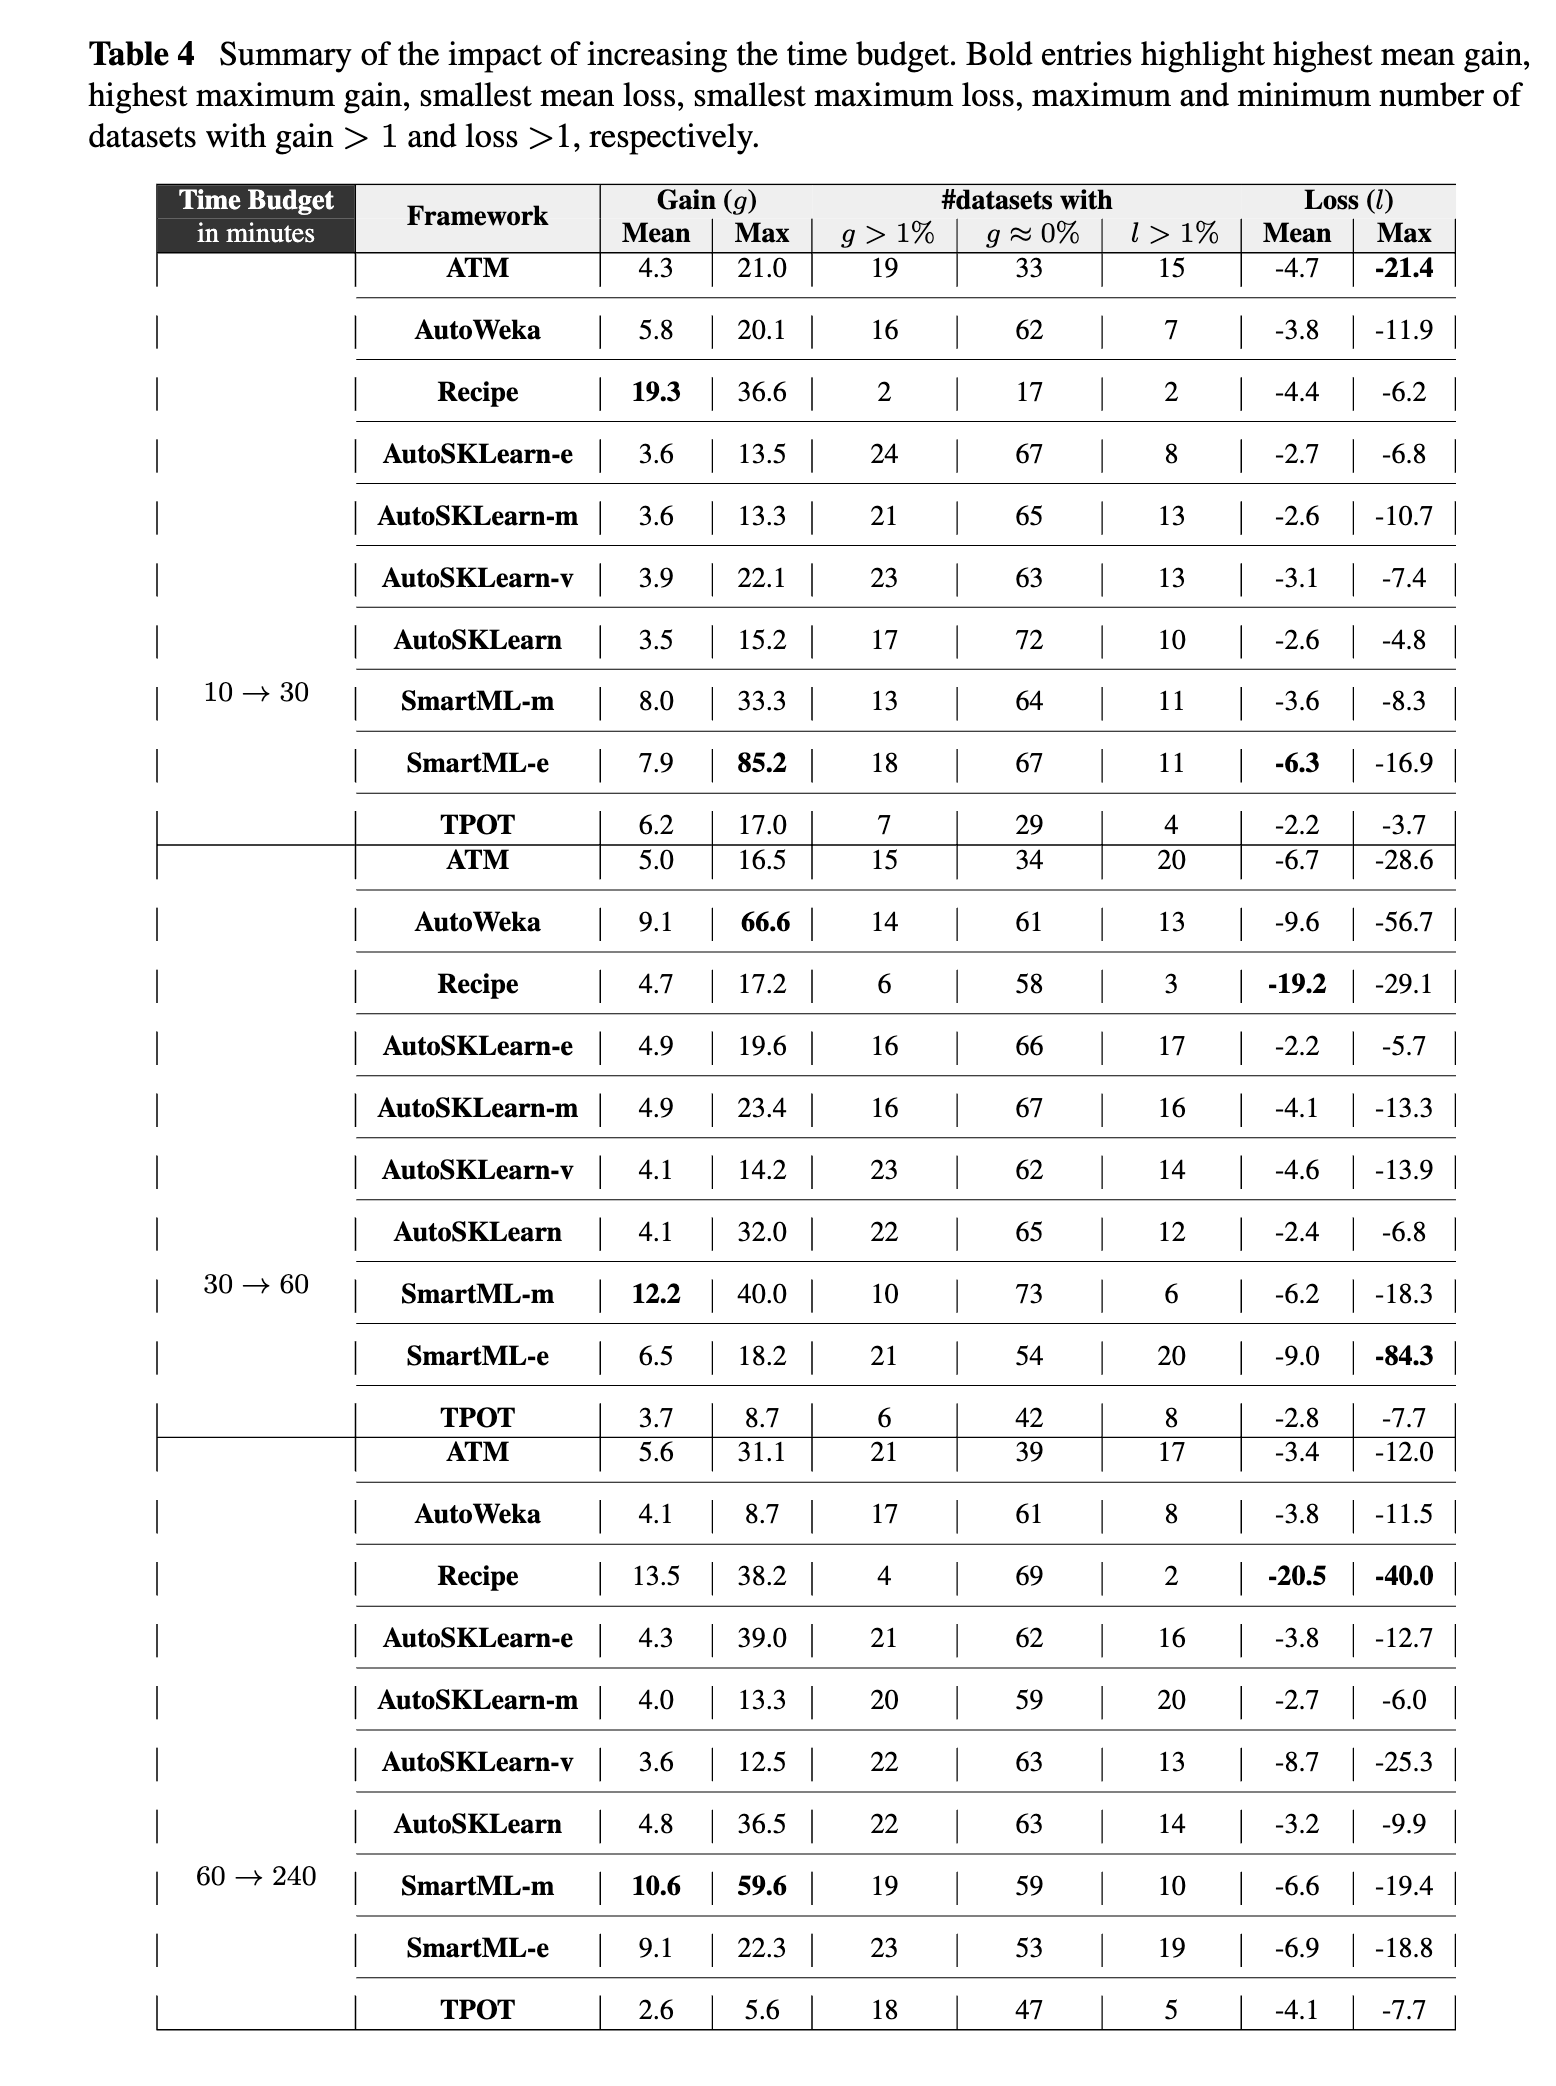 Table 4 Summary of the impact of increasing the time budget. Bold entries highlight highest mean gain,
highest maximum gain, smallest mean loss, smallest maximum loss, maximum and minimum number of
datasets with gain > 1 and loss >1, respectively.
Time Budget in minutes Framework Gain (g) #datasets with Loss (l)
Mean Max g > 1% g ≈ 0% l > 1% Mean Max
ATM 4.3 21.0 19 33 15 -4.7 -21.4
AutoWeka 5.8 20.1 16 62 7 -3.8 -11.9
Recipe 19.3 36.6 2 17 2 -4.4 -6.2
AutoSKLearn-e 3.6 13.5 24 67 8 -2.7 -6.8
AutoSKLearn-m 3.6 13.3 21 65 13 -2.6 -10.7
AutoSKLearn-v 3.9 22.1 23 63 13 -3.1 -7.4
AutoSKLearn 3.5 15.2 17 72 10 -2.6 -4.8
10 → 30
SmartML-m 8.0 33.3 13 64 11 -3.6 -8.3
SmartML-e 7.9 85.2 18 67 11 -6.3 -16.9
TPOT 6.2 17.0 7 29 4 -2.2 -3.7
ATM 5.0 16.5 15 34 20 -6.7 -28.6
AutoWeka 9.1 66.6 14 61 13 -9.6 -56.7
Recipe 4.7 17.2 6 58 3 -19.2 -29.1
AutoSKLearn-e 4.9 19.6 16 66 17 -2.2 -5.7
AutoSKLearn-m 4.9 23.4 16 67 16 -4.1 -13.3
AutoSKLearn-v 4.1 14.2 23 62 14 -4.6 -13.9
AutoSKLearn 4.1 32.0 22 65 12 -2.4 -6.8
30 → 60
SmartML-m 12.2 40.0 10 73 6 -6.2 -18.3
SmartML-e 6.5 18.2 21 54 20 -9.0 -84.3
TPOT 3.7 8.7 6 42 8 -2.8 -7.7
ATM 5.6 31.1 21 39 17 -3.4 -12.0
AutoWeka 4.1 8.7 17 61 8 -3.8 -11.5
Recipe 13.5 38.2 4 69 2 -20.5 -40.0
AutoSKLearn-e 4.3 39.0 21 62 16 -3.8 -12.7
AutoSKLearn-m 4.0 13.3 20 59 20 -2.7 -6.0
AutoSKLearn-v 3.6 12.5 22 63 13 -8.7 -25.3
AutoSKLearn 4.8 36.5 22 63 14 -3.2 -9.9
60 → 240
SmartML-m 10.6 59.6 19 59 10 -6.6 -19.4
SmartML-e 9.1 22.3 23 53 19 -6.9 -18.8
TPOT 2.6 5.6 18 47 5 -4.1 -7.7